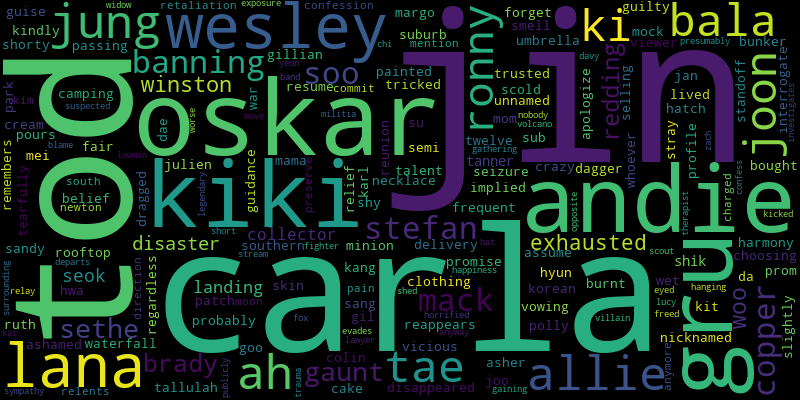 guise
kindly
shorty
jung
passing
retaliation
exposure
widow
confession
wesley
gillian
margo
suburb
mention
ronny
forget
smell
umbrella
ki
guilty
mock
viewer
presumably
bala
bunker
standoff
interrogate
investigates
banning
soo
chi
davy
redding
jan
joon
park
kim
camping
suspected
winston
resume
commit
painted
tricked
trusted
scold
unnamed
apologize
selling
lived
hatch
yeon
band
war
wave
militia
mom
nobody
volcano
sub
profile
zach
cream
pours
mei
dae
worse
oskar
jin
tod
su
semi
twelve
gathering
tanner
crazy
whoever
stray
bought
fair
blame
lawman
julien
mama
reunion
talent
seizure
dagger
confess
remembers
tearfully
south
belief
newton
dragged
kiki
guidance
legendary
preserve
relief
karl
necklace
shy
implied
frequent
andie
opposite
charged
therapist
kicked
sandy
rooftop
disaster
short
southern
fighter
collector
stefan
hat
exhausted
scout
harmony
choosing
departs
seok
direction
regardless
landing
stream
minion
delivery
assume
happiness
wet
eyed
shik
da
prom
surrounding
relay
hwa
patch
moon
skin
kang
pain
promise
clothing
hyun
korean
burnt
lucy
freed
hanging
kit
woo
copper
slightly
ruth
kai
ashamed
sethe
waterfall
probably
goo
fox
sang
gil
evades
lawyer
shed
mack
horrified
anyway
reappears
vowing
polly
villain
nicknamed
gru
carla
lana
brady
ah
colin
vicious
tae
asher
allie
anymore
sympathy
relents
tallulah
publicly
trauma
gaunt
cake
disappeared
joo
gaining